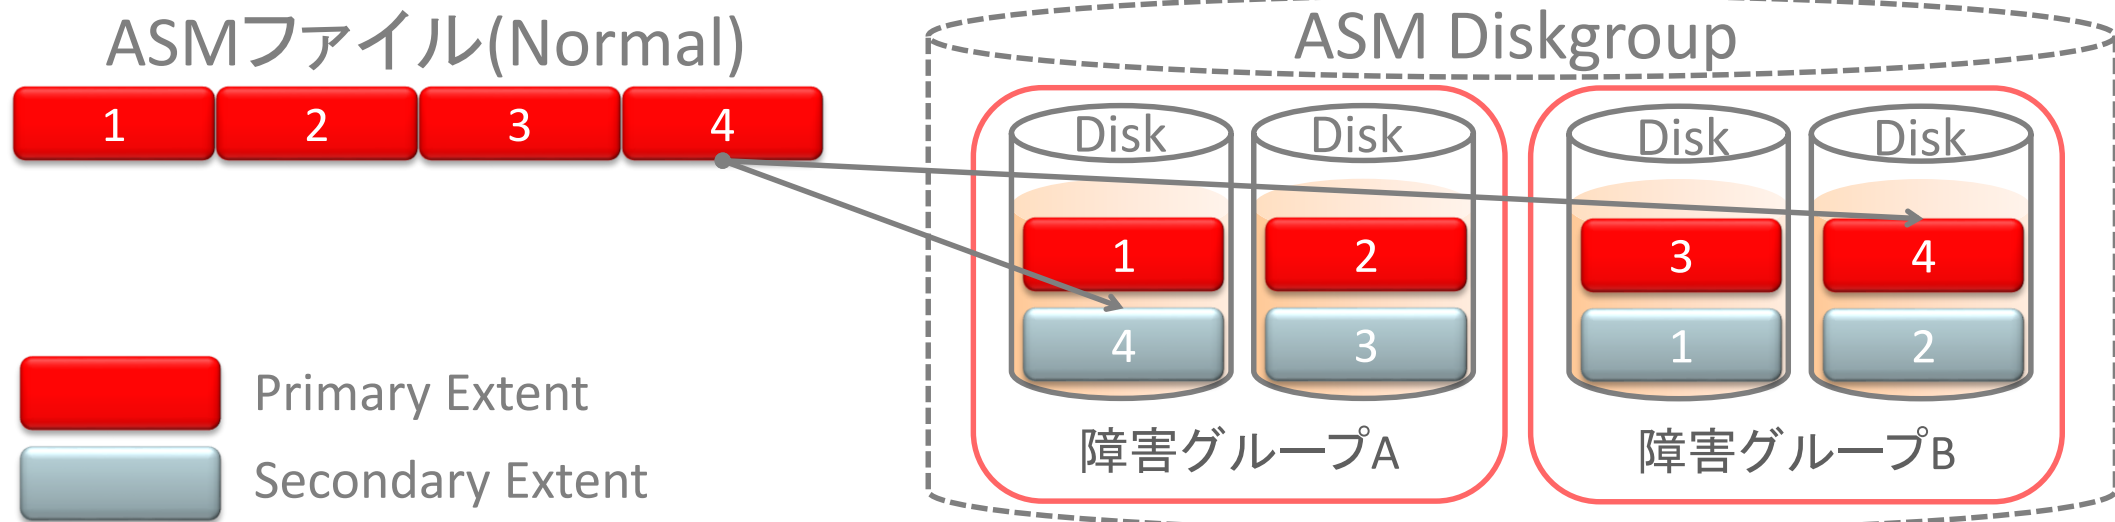 ASMファイル(Normal)
ASM Diskgroup
1 2 3 4
Disk Disk Disk Disk
1 2 3 4
4 3 1 2
Primary Extent
Secondary Extent
障害グループA 障害グループB